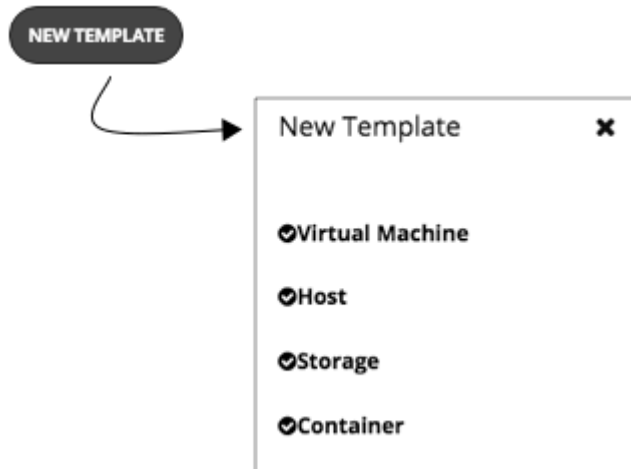 NEW TEMPLATE
New Template
Virtual Machine
Host
Storage
Container